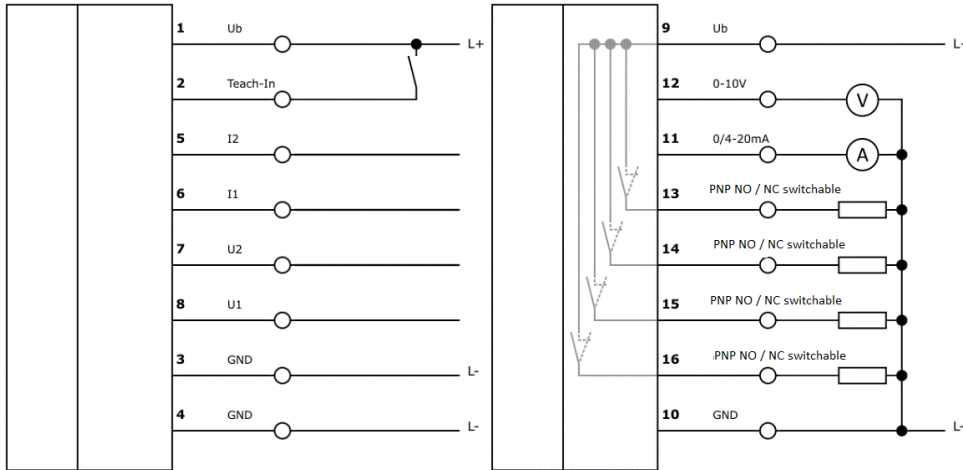 1 Ub L+
2 Teach-In
5 I2
6 I1
7 U2
8 U1
3 GND L-
4 GND L-
9 Ub L-
12 0-10V V
11 0/4-20mA A
13 PNP NO / NC switchable
14 PNP NO / NC switchable
15 PNP NO / NC switchable
16 PNP NO / NC switchable
10 GND L-